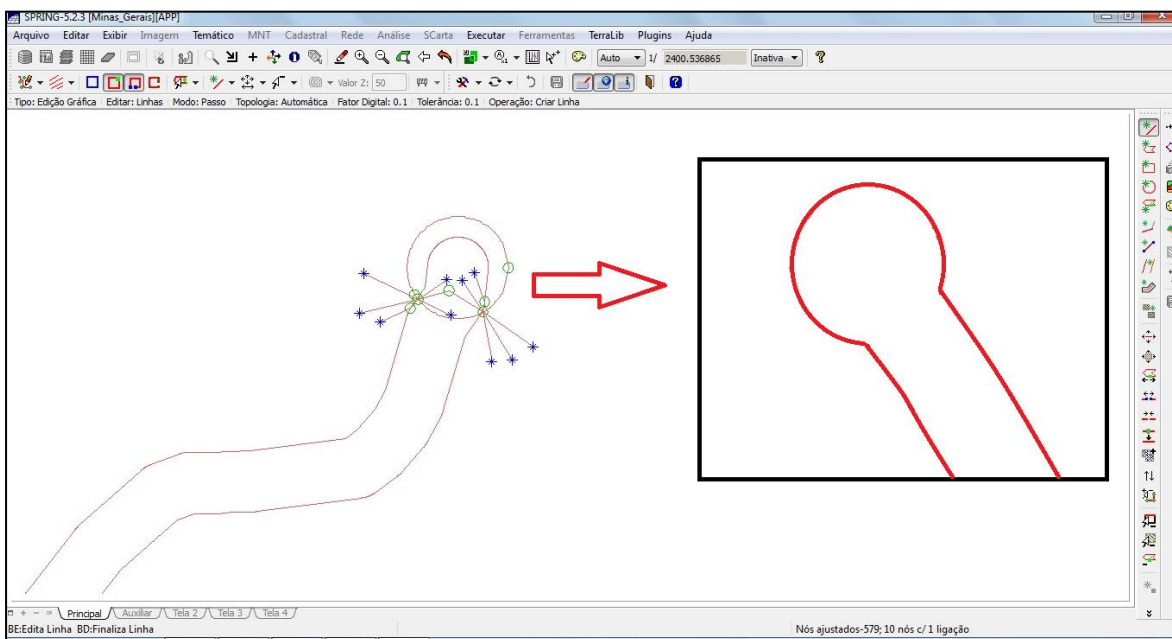 SPRING-5.2.3 [Minas_Gerais][APP]
Arquivo Editar Exibir Imagem Temático MNT Cadastral Rede Análise SCarta Executar Ferramentas TerraLib Plugins Ajuda
Auto 1/ 2400.536865 Inativa
Valor Z: 50
Tipo: Edição Gráfica Editar: Linhas Modo: Passo Topologia: Automática Fator Digital: 0.1 Tolerância: 0.1 Operação: Criar Linha
Principal Auxiliar Tela 2 Tela 3 Tela 4
BE:Edita Linha BD:Finaliza Linha Nós ajustados-579; 10 nós c/ 1 ligação